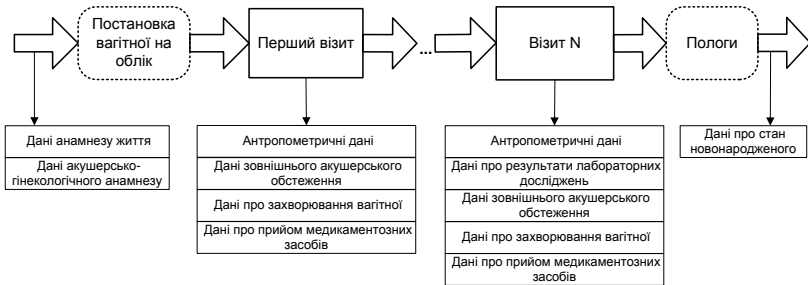 Постановка
вагітної на
облік
Перший візит
...
Візит N
Пологи
Дані анамнезу життя
Дані акушерсько-
гінекологічного анамнезу
Антропометричні дані
Дані зовнішнього акушерського
обстеження
Дані про захворювання вагітної
Дані про прийом медикаментозних
засобів
Антропометричні дані
Дані про результати лабораторних
досліджень
Дані зовнішнього акушерського
обстеження
Дані про захворювання вагітної
Дані про прийом медикаментозних
засобів
Дані про стан
новонародженого